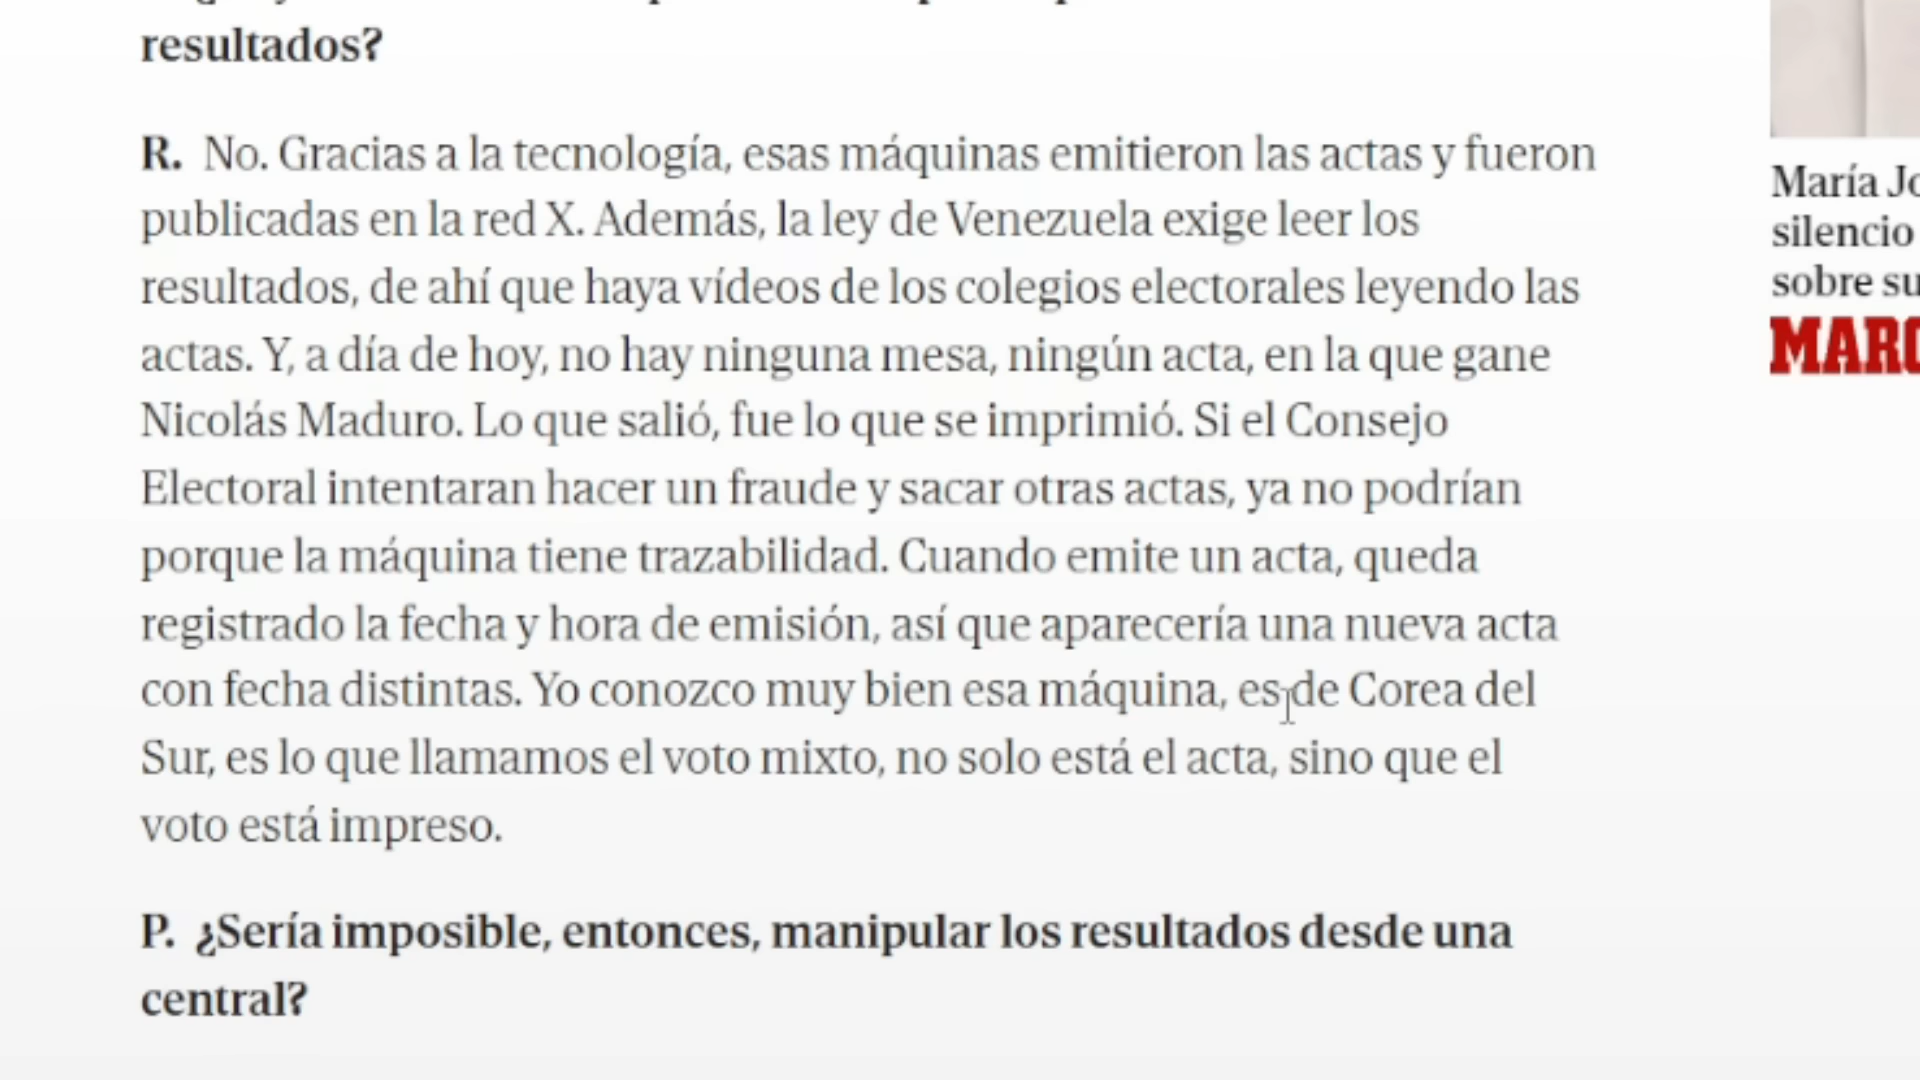 resultados?
R. No. Gracias a la tecnología, esas máquinas emitieron las actas y fueron
publicadas en la red X. Además, la ley de Venezuela exige leer los
resultados, de ahí que haya vídeos de los colegios electorales leyendo las
actas. Y, a día de hoy, no hay ninguna mesa, ningún acta, en la que gane
Nicolás Maduro. Lo que salió, fue lo que se imprimió. Si el Consejo
Electoral intentaran hacer un fraude y sacar otras actas, ya no podrían
porque la máquina tiene trazabilidad. Cuando emite un acta, queda
registrado la fecha y hora de emisión, así que aparecería una nueva acta
con fecha distintas. Yo conozco muy bien esa máquina, es de Corea del
Sur, es lo que llamamos el voto mixto, no solo está el acta, sino que el
voto está impreso.
P. ¿Sería imposible, entonces, manipular los resultados desde una
central?
María Jo
silencio
sobre su
MARC